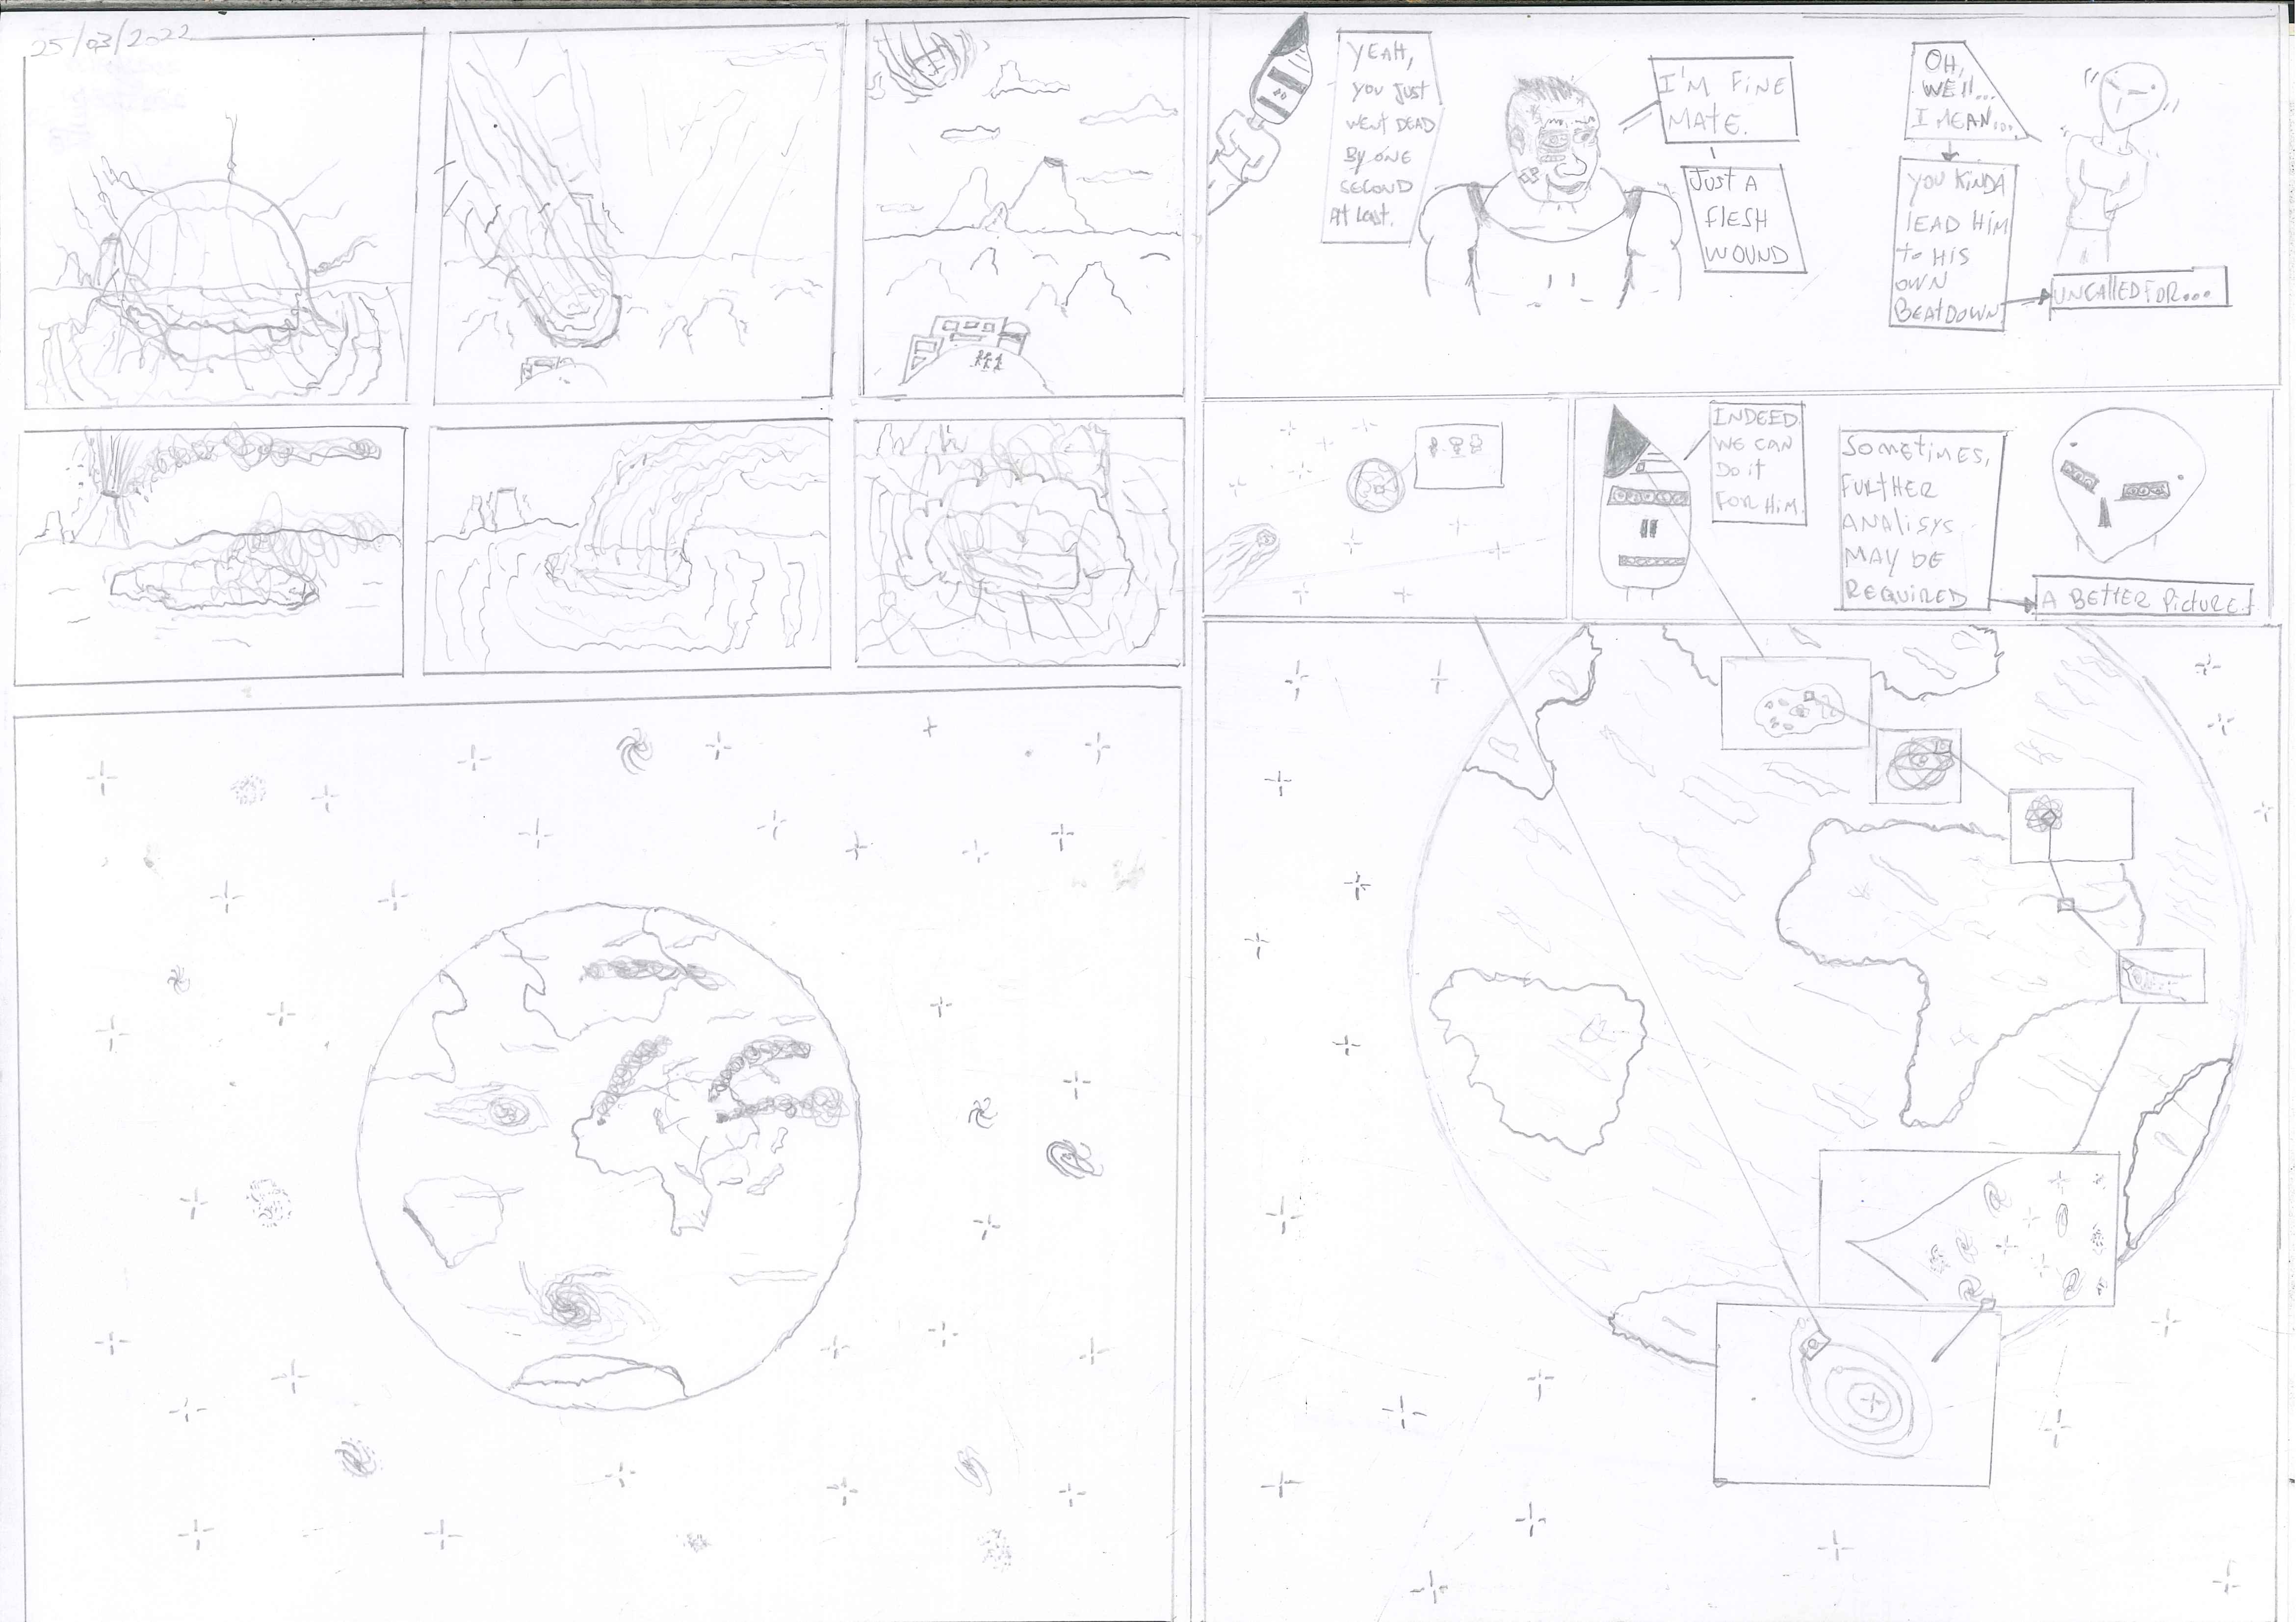 25/03/2022
YEAH,
you just
went DEAD
By ONE
SECOND
At Last.
I'M FiNE
MAtE.
Just A
flESH
WOUND
OH,
WEll...
I MEAN...
you KiNDA
lEAD HiM
to HiS
OWN
BEAtDOWN.
UNCAllED FOR...
INDEED.
WE CAN
Do it
FOR HiM.
SOMEtiMES,
FURtHER
ANAliSYS
MAY BE
REQUiRED
A BEttER PiCtURE.